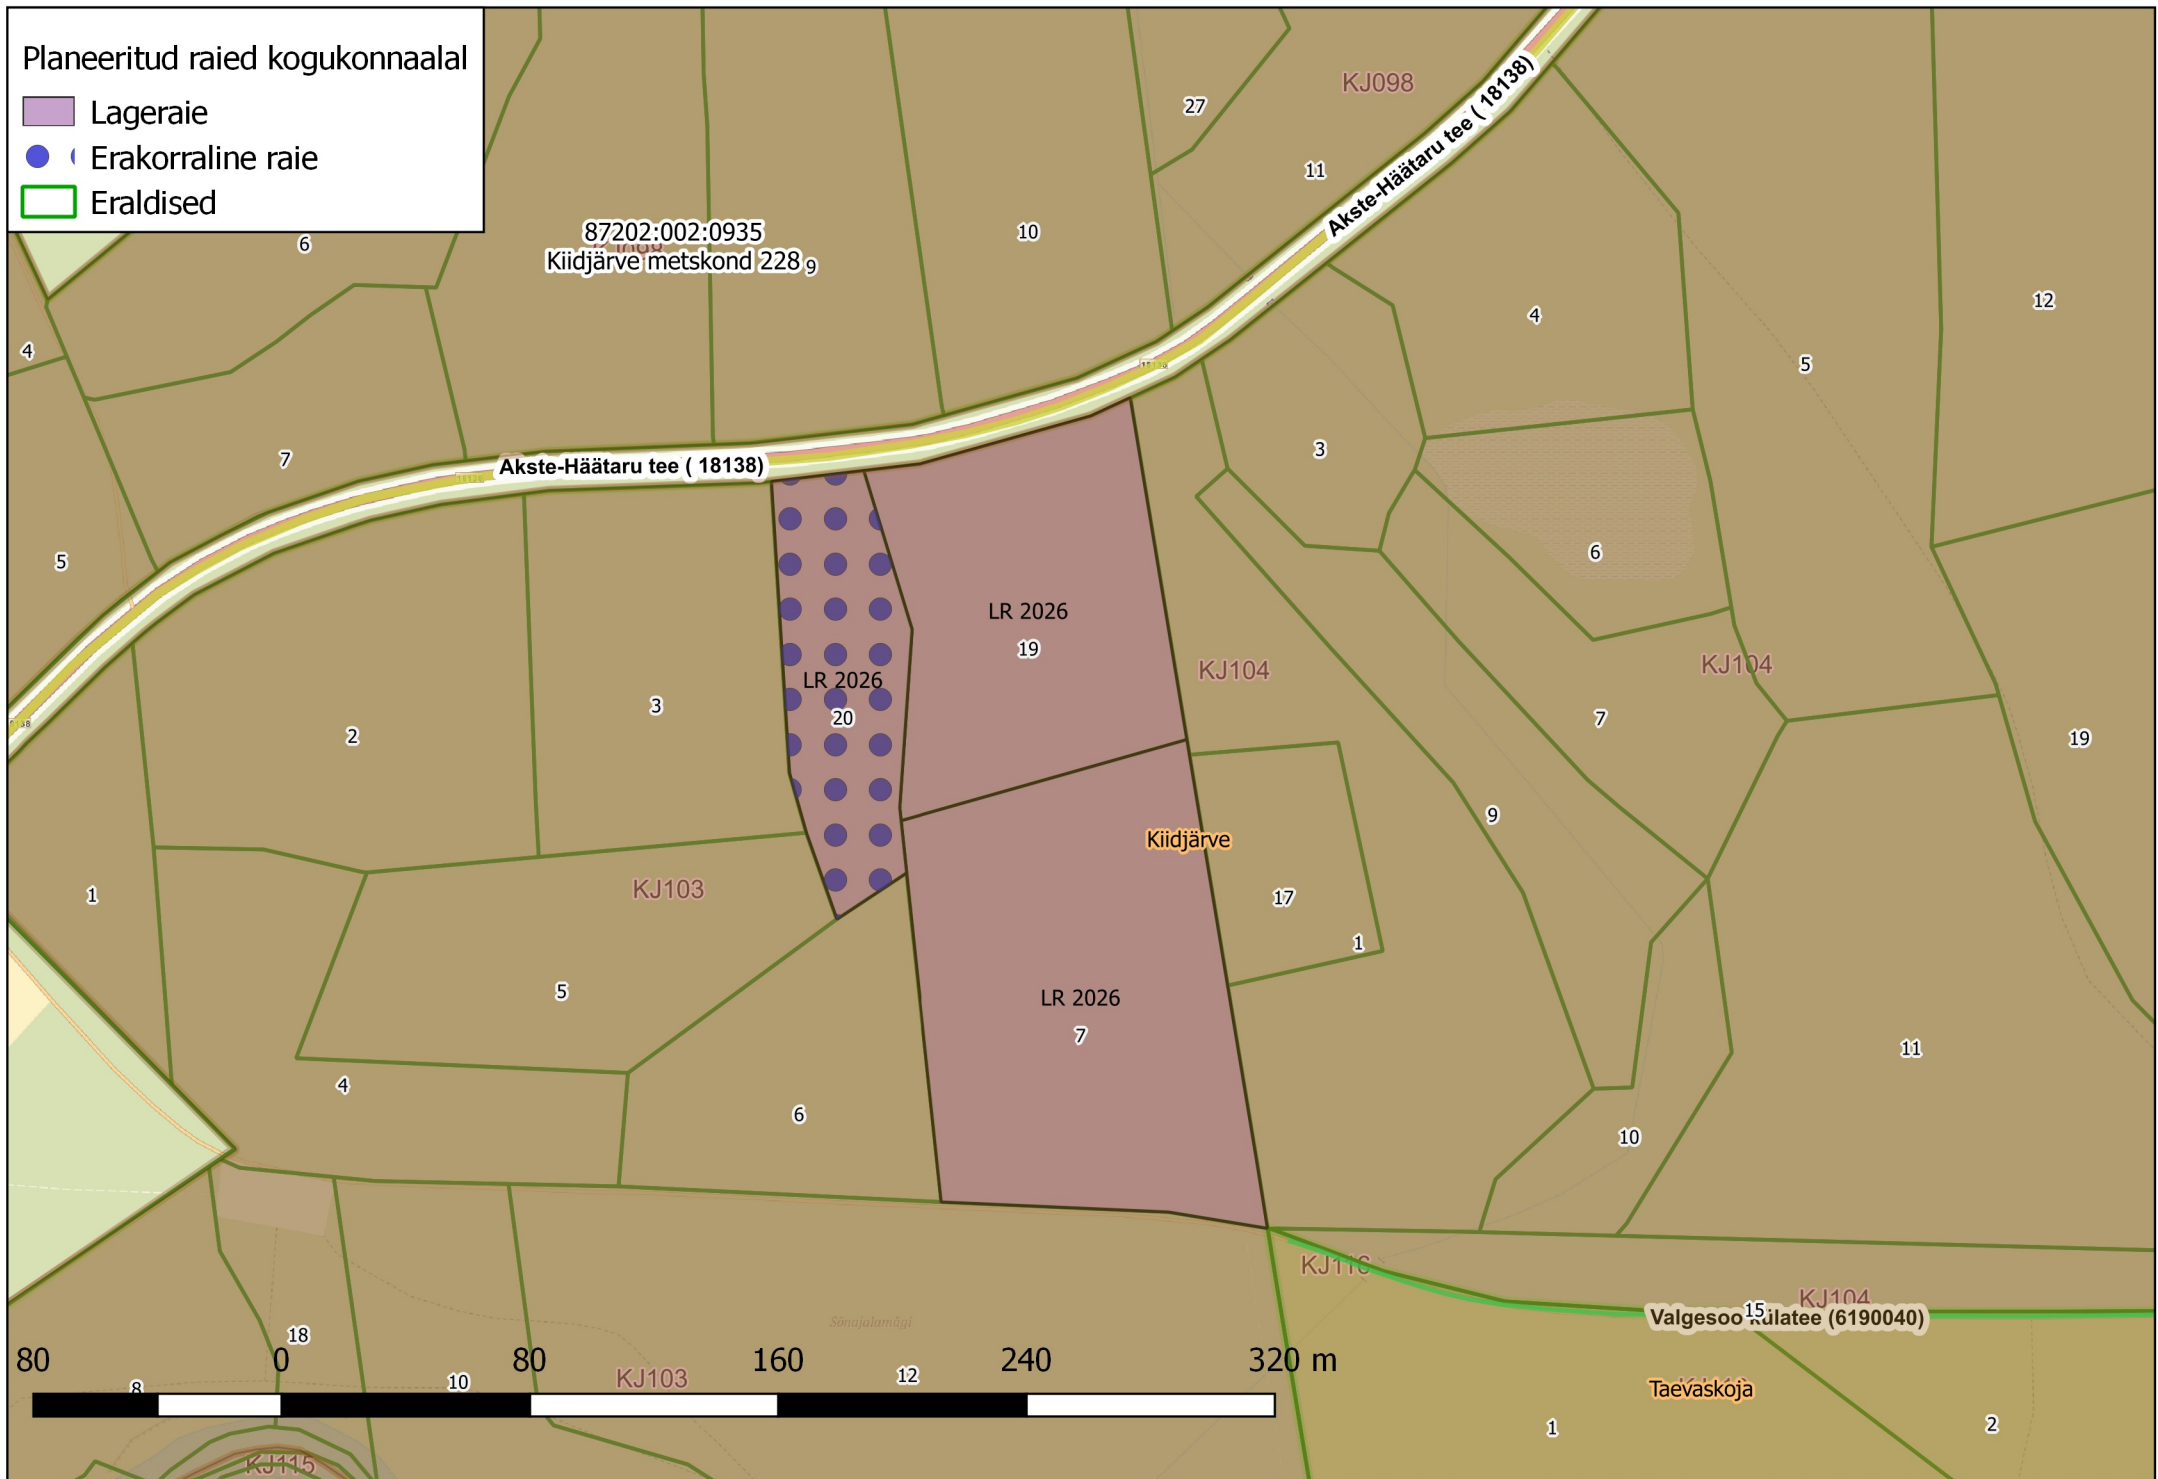 Planeeritud raied kogukonnaalal
Lageraie
Erakorraline raie
Eraldised
KJ098
27
11
Akste-Häätaru tee ( 18138)
6
87202:002:0935
Kiidjärve metskond 228
9
10
4
12
4
5
7
Akste-Häätaru tee ( 18138)
3
5
6
LR 2026
19
KJ104
KJ104
LR 2026
20
3
2
7
19
9
Kiidjärve
1
KJ103
17
1
5
LR 2026
7
11
4
6
10
KJ104
15
Valgesoo külatee (6190040)
Sõnajalamägi
18
80 0 80 160 240 320 m
8
10
KJ103
12
Taevaskoja
1
2
KJ115